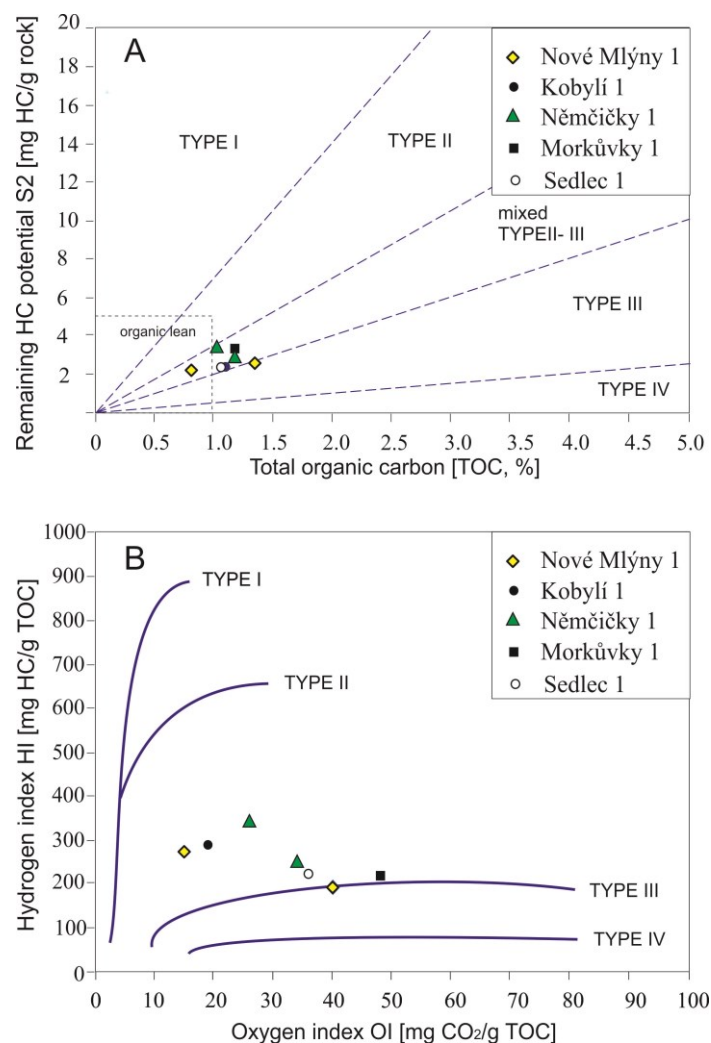 A
Remaining HC potential S2 [mg HC/g rock]
20
18
16
14
12
10
8
6
4
2
0
0.5
1.0
1.5
2.0
2.5
3.0
3.5
4.0
4.5
5.0
Total organic carbon [TOC, %]
TYPE I
TYPE II
mixed
TYPEII- III
TYPE III
TYPE IV
organic lean
Nové Mlýny 1
Kobylí 1
Němčičky 1
Morkůvky 1
Sedlec 1
B
Hydrogen index HI [mg HC/g TOC]
1000
900
800
700
600
500
400
300
200
100
0
0
10
20
30
40
50
60
70
80
90
100
Oxygen index OI [mg CO₂/g TOC]
TYPE I
TYPE II
TYPE III
TYPE IV
Nové Mlýny 1
Kobylí 1
Němčičky 1
Morkůvky 1
Sedlec 1